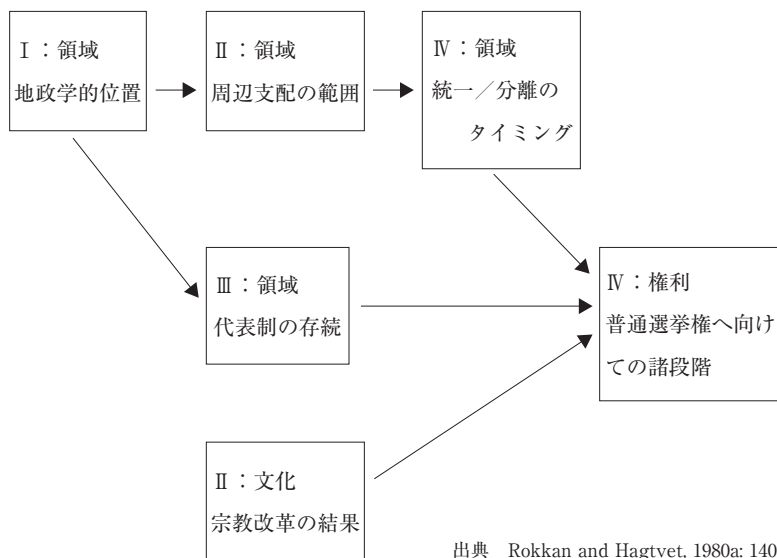 Ⅰ：領域
地政学的位置
Ⅱ：領域
周辺支配の範囲
Ⅳ：領域
統一／分離の
タイミング
Ⅲ：領域
代表制の存続
Ⅳ：権利
普通選挙権へ向け
ての諸段階
Ⅱ：文化
宗教改革の結果
出典　Rokkan and Hagtvet, 1980a: 140